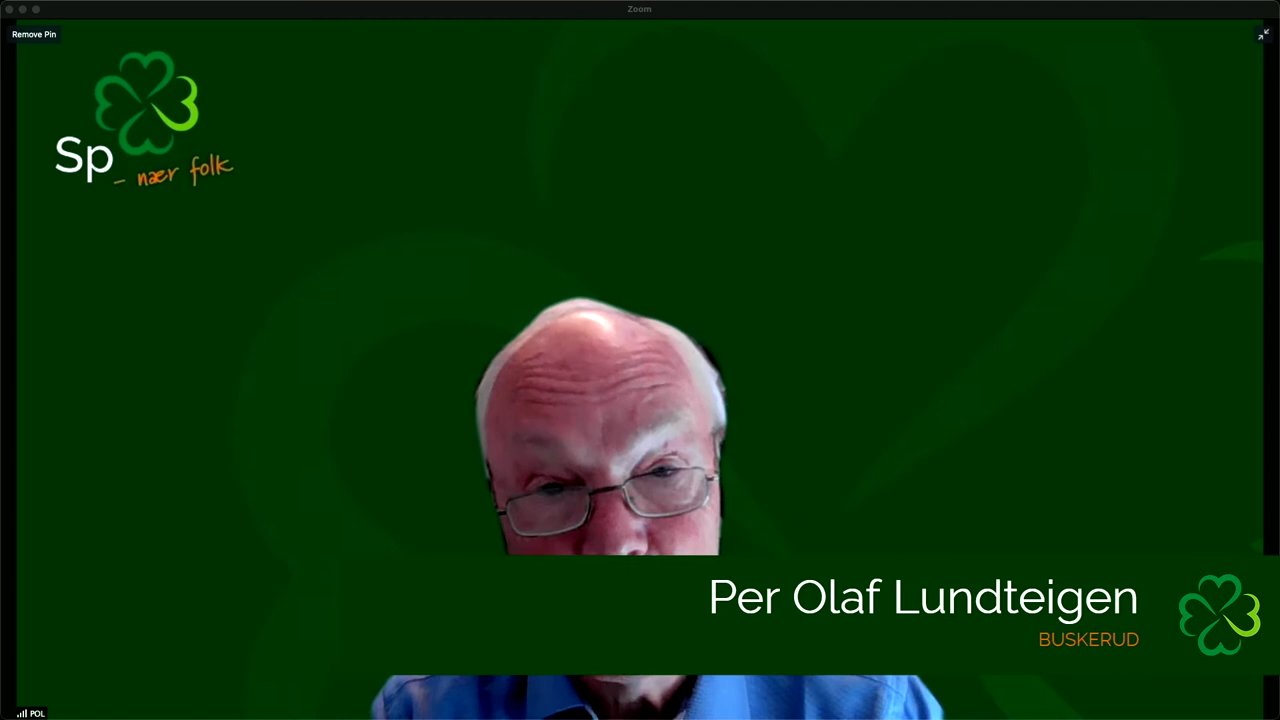 Zoom
Remove Pin
Sp
– nær folk
Per Olaf Lundteigen
BUSKERUD
POL